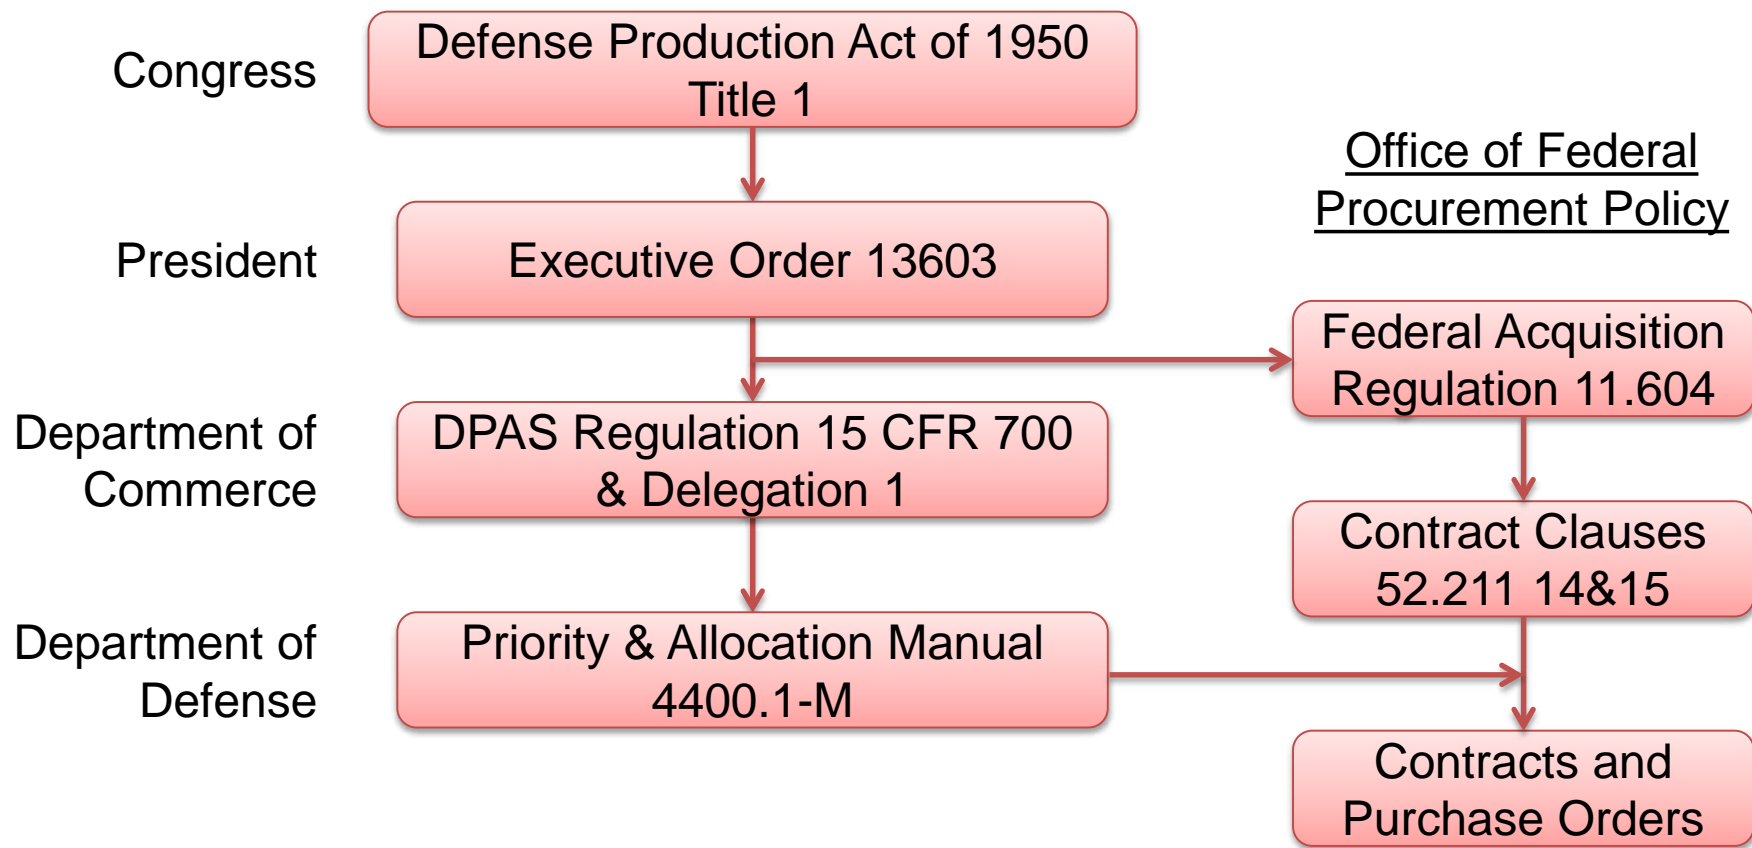 Congress
Defense Production Act of 1950
Title 1
Office of Federal
Procurement Policy
President
Executive Order 13603
Federal Acquisition
Regulation 11.604
Department of
Commerce
DPAS Regulation 15 CFR 700
& Delegation 1
Contract Clauses
52.211 14&15
Department of
Defense
Priority & Allocation Manual
4400.1-M
Contracts and
Purchase Orders